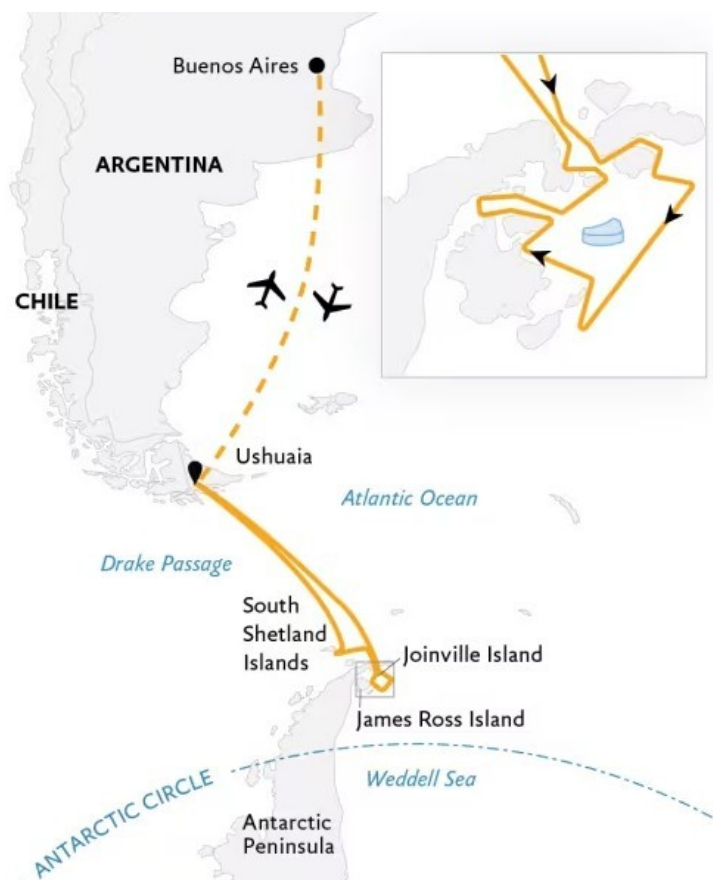 Buenos Aires
ARGENTINA
CHILE
Ushuaia
Atlantic Ocean
Drake Passage
South
Shetland
Islands
Joinville Island
James Ross Island
ANTARCTIC CIRCLE
Weddell Sea
Antarctic
Peninsula